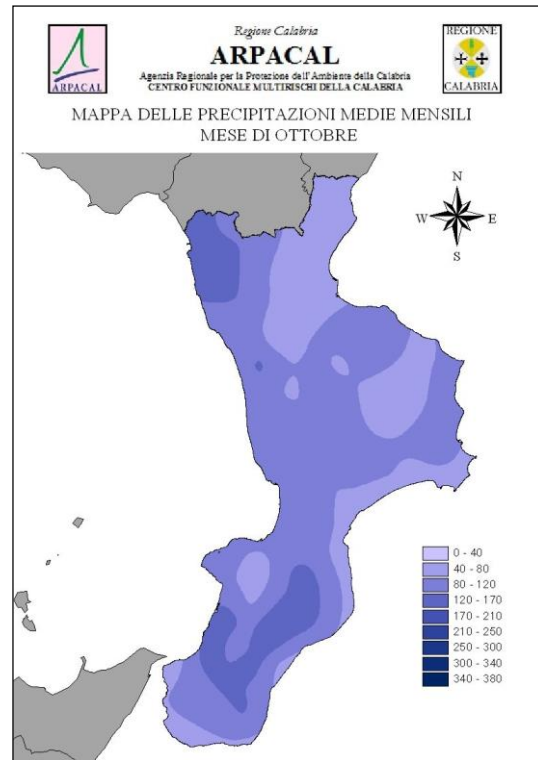 Regione Calabria
ARPACAL
Agenzia Regionale per la Protezione dell'Ambiente della Calabria
CENTRO FUNZIONALE MULTIRISCHI DELLA CALABRIA
ARPACAL
REGIONE
CALABRIA
MAPPA DELLE PRECIPITAZIONI MEDIE MENSILI
MESE DI OTTOBRE
N
W
E
S
0 - 40
40 - 80
80 - 120
120 - 170
170 - 210
210 - 250
250 - 300
300 - 340
340 - 380